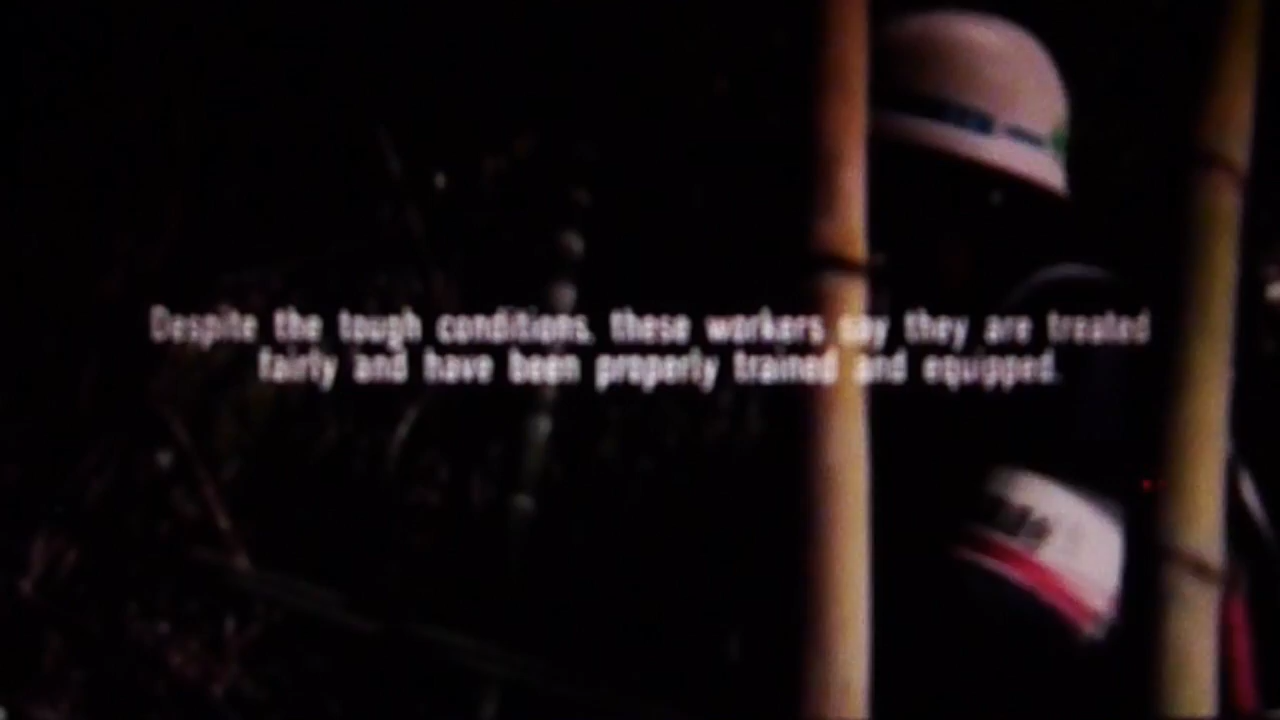 Despite the tough conditions, these workers say they are treated
fairly and have been properly trained and equipped.